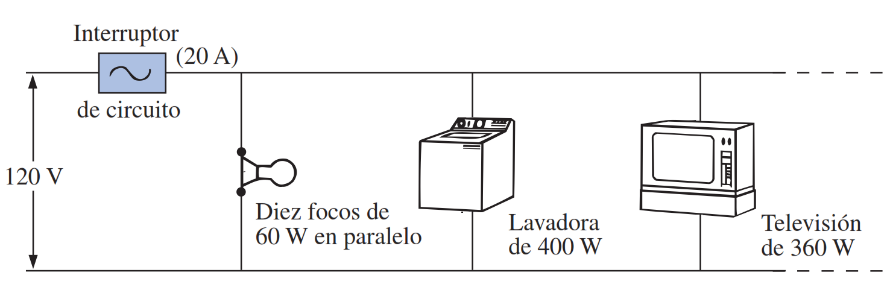 Interruptor
(20 A)
de circuito
120 V
Diez focos de
60 W en paralelo
Lavadora
de 400 W
Televisión
de 360 W